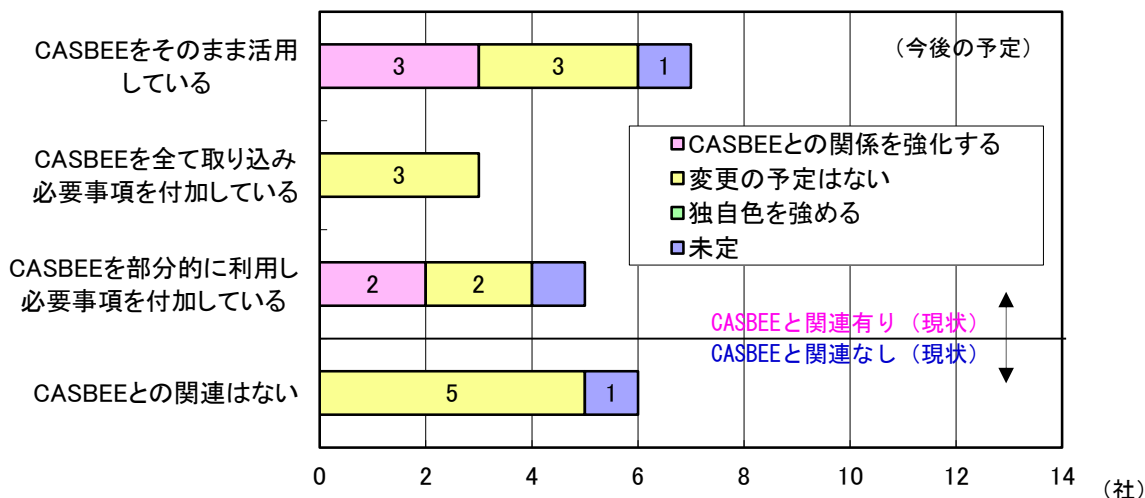 CASBEEをそのまま活用
している
3 3 1
(今後の予定)
CASBEEを全て取り込み
必要事項を付加している
3
CASBEEとの関係を強化する
変更の予定はない
独自色を強める
未定
CASBEEを部分的に利用し
必要事項を付加している
2 2
CASBEEと関連有り (現状)
CASBEEと関連なし (現状)
CASBEEとの関連はない
5 1
0 2 4 6 8 10 12 14
(社)